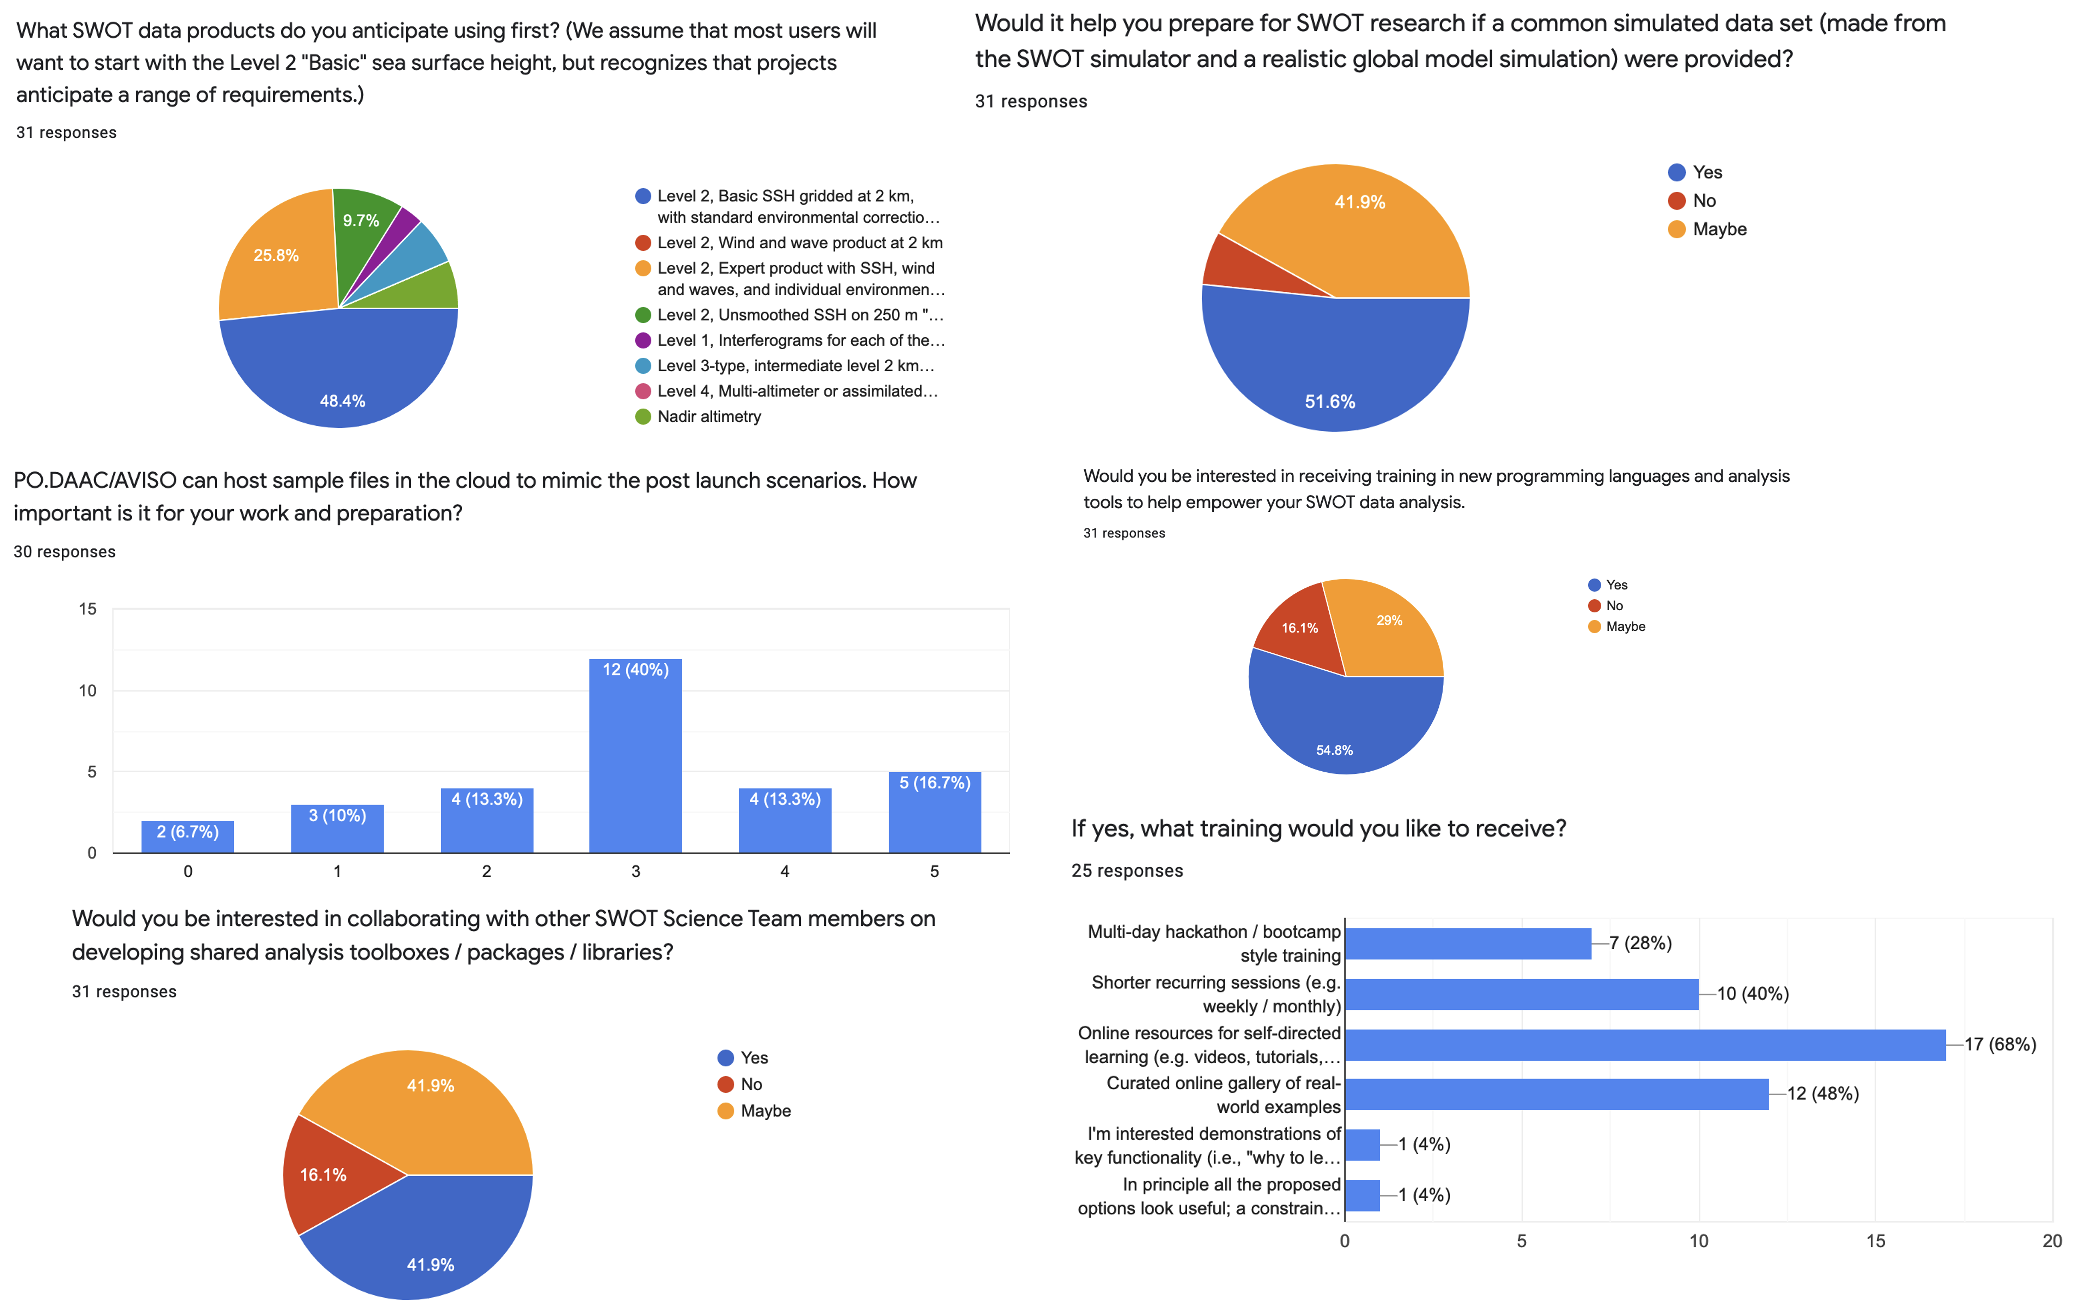 What SWOT data products do you anticipate using first? (We assume that most users will
want to start with the Level 2 "Basic" sea surface height, but recognizes that projects
anticipate a range of requirements.)
31 responses
9.7%
25.8%
48.4%
Level 2, Basic SSH gridded at 2 km,
with standard environmental correctio…
Level 2, Wind and wave product at 2 km
Level 2, Expert product with SSH, wind
and waves, and individual environmen…
Level 2, Unsmoothed SSH on 250 m "…
Level 1, Interferograms for each of the…
Level 3-type, intermediate level 2 km…
Level 4, Multi-altimeter or assimilated…
Nadir altimetry
Would it help you prepare for SWOT research if a common simulated data set (made from
the SWOT simulator and a realistic global model simulation) were provided?
31 responses
41.9%
51.6%
Yes
No
Maybe
PO.DAAC/AVISO can host sample files in the cloud to mimic the post launch scenarios. How
important is it for your work and preparation?
30 responses
15
10
5
0
2 (6.7%)
3 (10%)
4 (13.3%)
12 (40%)
4 (13.3%)
5 (16.7%)
0 1 2 3 4 5
Would you be interested in receiving training in new programming languages and analysis
tools to help empower your SWOT data analysis.
31 responses
29%
16.1%
54.8%
Yes
No
Maybe
If yes, what training would you like to receive?
25 responses
Multi-day hackathon / bootcamp
style training
7 (28%)
Shorter recurring sessions (e.g.
weekly / monthly)
10 (40%)
Online resources for self-directed
learning (e.g. videos, tutorials,…
17 (68%)
Curated online gallery of real-
world examples
12 (48%)
I'm interested demonstrations of
key functionality (i.e., "why to le…
1 (4%)
In principle all the proposed
options look useful; a constrain…
1 (4%)
0 5 10 15 20
Would you be interested in collaborating with other SWOT Science Team members on
developing shared analysis toolboxes / packages / libraries?
31 responses
41.9%
16.1%
41.9%
Yes
No
Maybe